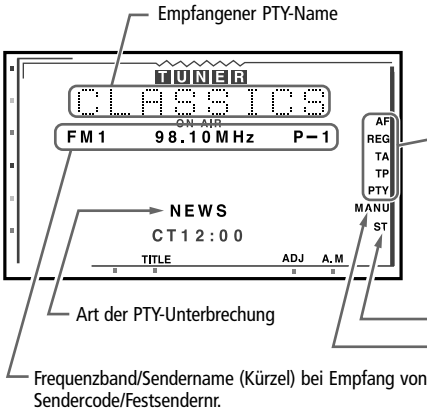 Empfangener PTY-Name
TUNER
CLASSICS
ON AIR
FM1 98.10MHz P-1
AF
REG
TA
TP
PTY
MANU
ST
NEWS
CT12:00
TITLE ADJ A.M
Art der PTY-Unterbrechung
Frequenzband/Sendername (Kürzel) bei Empfang von
Sendercode/Festsendernr.